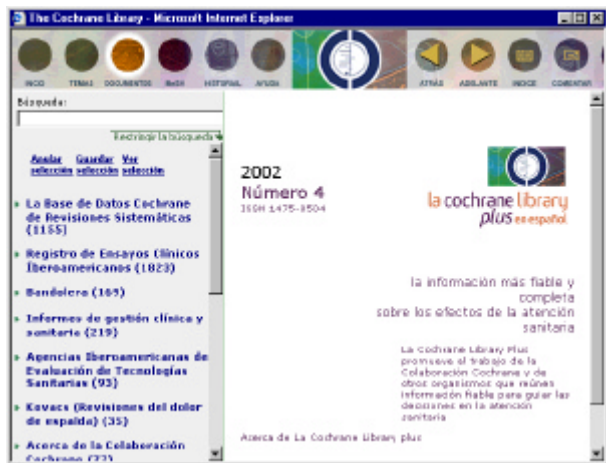 The Cochrane Library - Microsoft Internet Explorer
INICIO TEMAS DOCUMENTOS MeSH HISTORIAL AYUDA ATRÁS ADELANTE INDICE COMENTAR
Búsqueda:
Restringir la búsqueda
Anular Guardar Ver
selección selección selección
La Base de Datos Cochrane
de Revisiones Sistemáticas
(1155)
Registro de Ensayos Clínicos
Iberoamericanos (1823)
Bandolera (169)
Informes de gestión clínica y
sanitaria (219)
Agencias Iberoamericanas de
Evaluación de Tecnologías
Sanitarias (93)
Kovacs (Revisiones del dolor
de espalda) (35)
Acerca de la Colaboración
Cochrane (77)
2002
Número 4
ISSN 1475-9504
la cochrane library
plus en español
la información más fiable y
completa
sobre los efectos de la atención
sanitaria
La Cochrane Library Plus
promueve el trabajo de la
Colaboración Cochrane y de
otros organismos que reúnen
información fiable para guiar las
decisiones en la atención
sanitaria
Acerca de La Cochrane Library plus